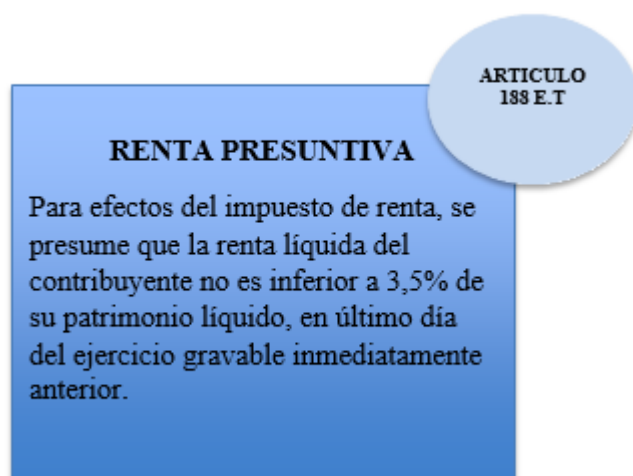 ARTICULO
188 E.T
RENTA PRESUNTIVA
Para efectos del impuesto de renta, se
presume que la renta líquida del
contribuyente no es inferior a 3,5% de
su patrimonio líquido, en último día
del ejercicio gravable inmediatamente
anterior.